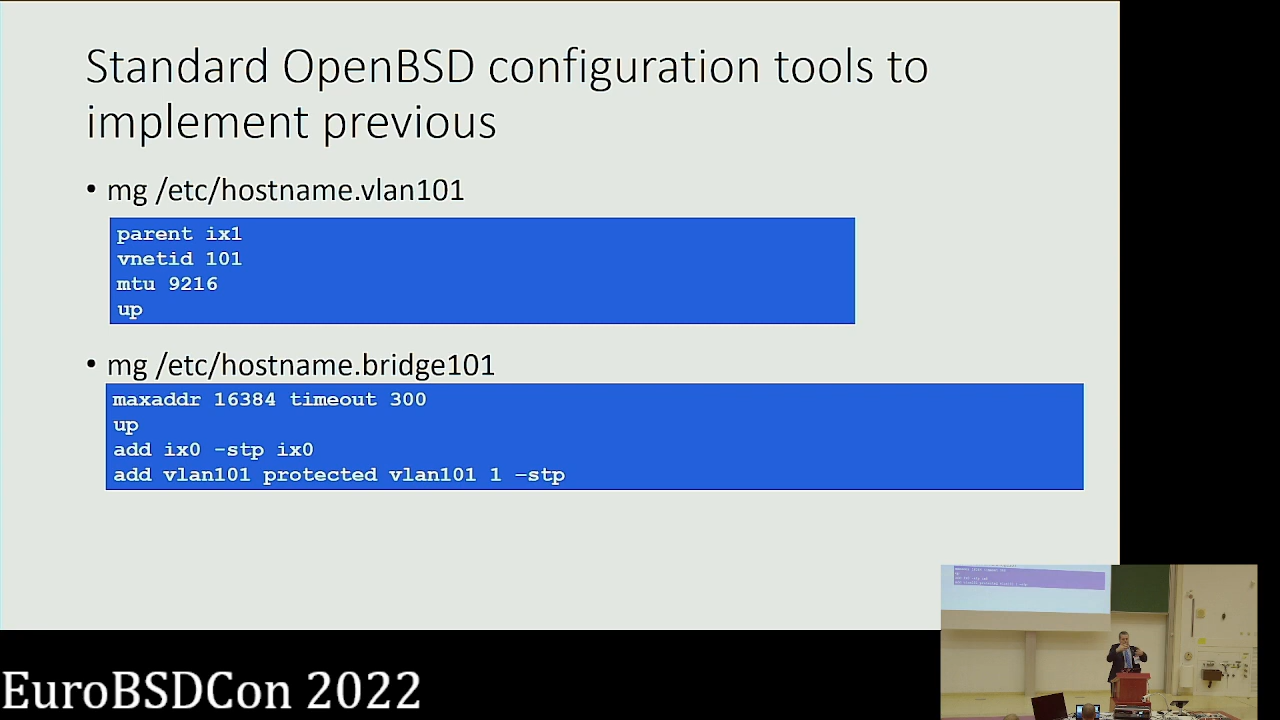 Standard OpenBSD configuration tools to
implement previous
• mg /etc/hostname.vlan101
parent ix1
vnetid 101
mtu 9216
up
• mg /etc/hostname.bridge101
maxaddr 16384 timeout 300
up
add ix0 -stp ix0
add vlan101 protected vlan101 1 –stp
EuroBSDCon 2022